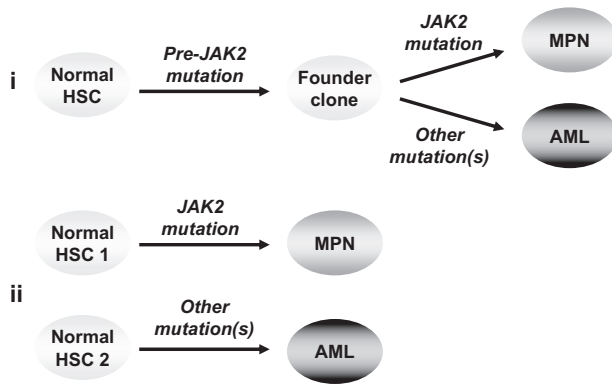 i
Normal
HSC
Pre-JAK2
mutation
Founder
clone
JAK2
mutation
MPN
Other
mutation(s)
AML
ii
Normal
HSC 1
JAK2
mutation
MPN
Normal
HSC 2
Other
mutation(s)
AML